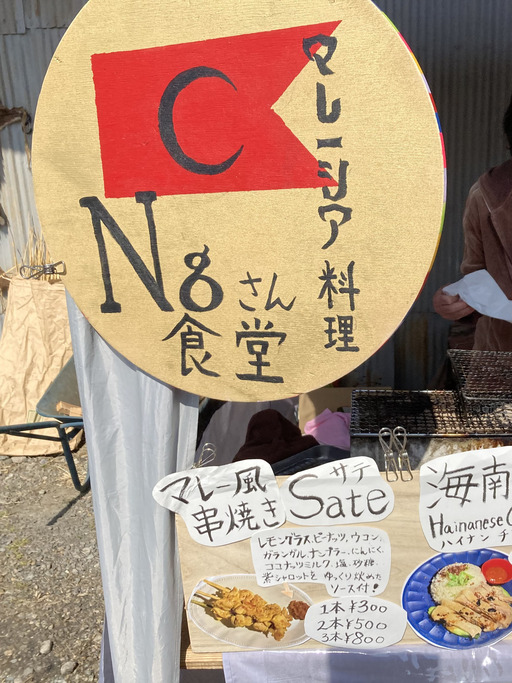 マレーシア料理
Ngさん
食堂
マレー風
串焼き
サテ
Sate
レモングラス、ピーナッツ、ウコン、
ガランガル、ナンプラー、にんにく、
ココナッツミルク、塩、砂糖、
紫シャロットを ゆっくり炒めた
ソース付!
1本¥300
2本¥500
3本¥800
海南
Hainanese
ハイナン チ